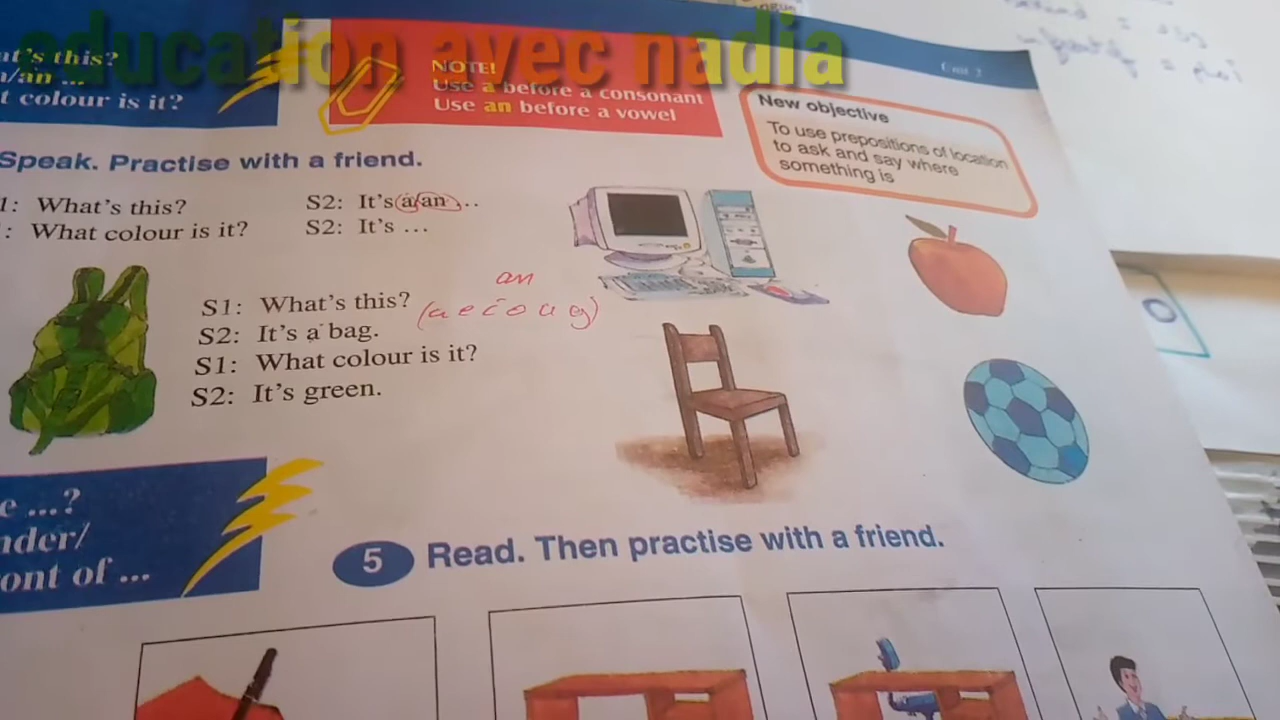 education avec nadia
at's this?
a/an ...
t colour is it?
NOTE!
Use a before a consonant
Use an before a vowel
Unit 2
New objective
To use prepositions of location
to ask and say where
something is
Speak. Practise with a friend.
1: What's this?
S2: It's a/an ...
: What colour is it?
S2: It's ...
an
(a e i o u y)
S1: What's this?
S2: It's a bag.
S1: What colour is it?
S2: It's green.
e ...?
nder/
ont of ...
5 Read. Then practise with a friend.